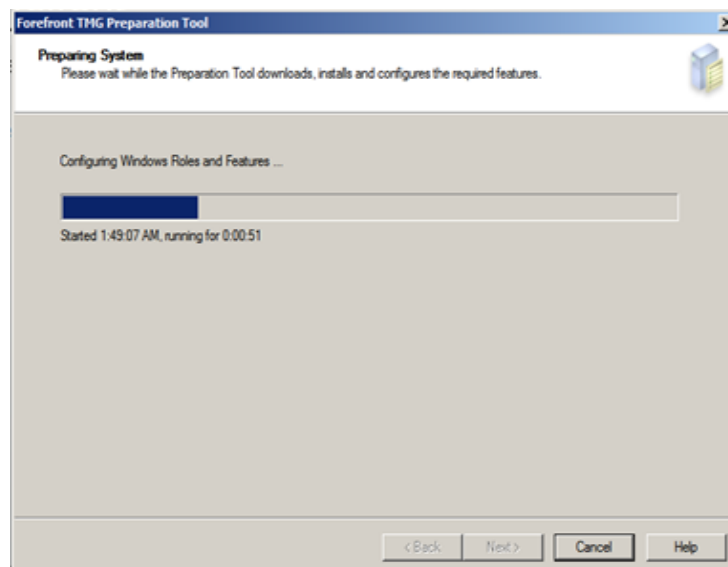 Forefront TMG Preparation Tool
Preparing System
Please wait while the Preparation Tool downloads, installs and configures the required features.
Configuring Windows Roles and Features ...
Started 1:49:07 AM, running for 0:00:51
< Back Next > Cancel Help